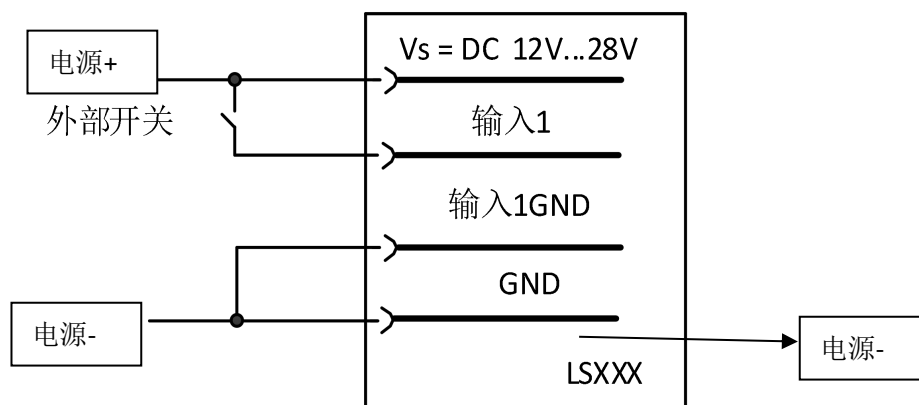 电源+
Vs = DC 12V...28V
外部开关
输入1
输入1GND
GND
电源-
电源-
LSXXX